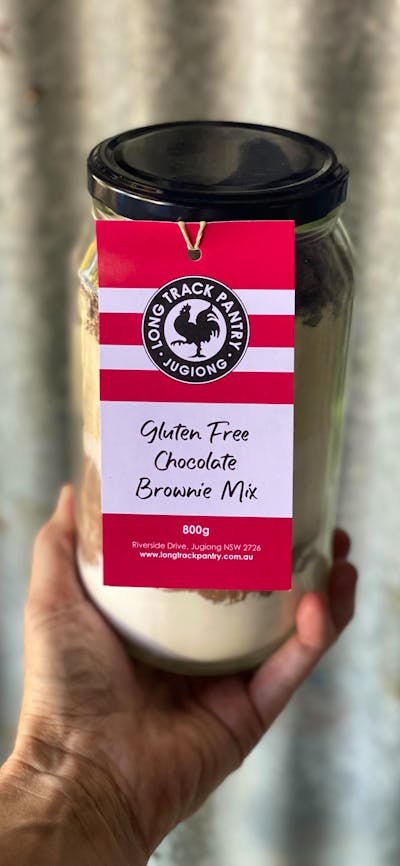 LONG TRACK PANTRY
· JUGIONG ·
Gluten Free
Chocolate
Brownie Mix
800g
Riverside Drive, Jugiong NSW 2726
www.longtrackpantry.com.au